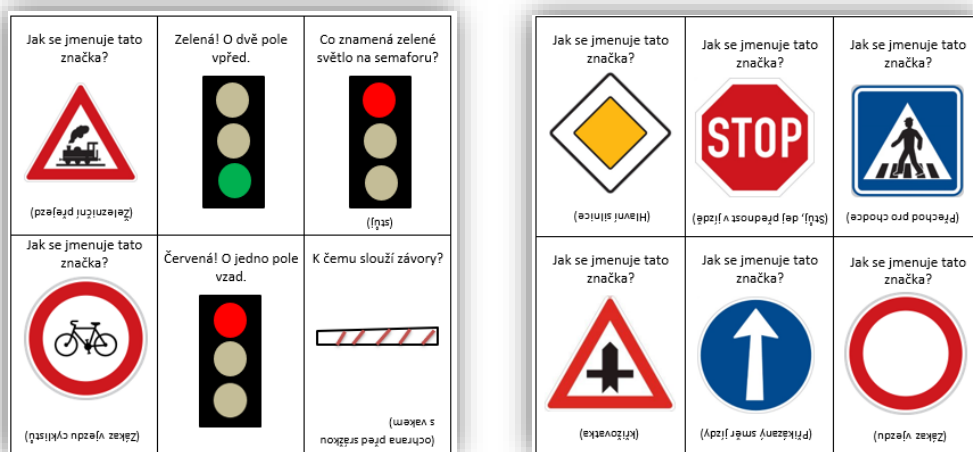 Jak se jmenuje tato
značka?
(Železniční přejezd)
Zelená! O dvě pole
vpřed.
Co znamená zelené
světlo na semaforu?
(stůj)
Jak se jmenuje tato
značka?
(Zákaz vjezdu cyklistů)
Červená! O jedno pole
vzad.
K čemu slouží závory?
(ochrana před srážkou
s vakem)
Jak se jmenuje tato
značka?
(Hlavní silnice)
Jak se jmenuje tato
značka?
STOP
(Stůj, dej přednost v jízdě)
Jak se jmenuje tato
značka?
(Přechod pro chodce)
Jak se jmenuje tato
značka?
(křižovatka)
Jak se jmenuje tato
značka?
(Přikázaný směr jízdy)
Jak se jmenuje tato
značka?
(Zákaz vjezdu)